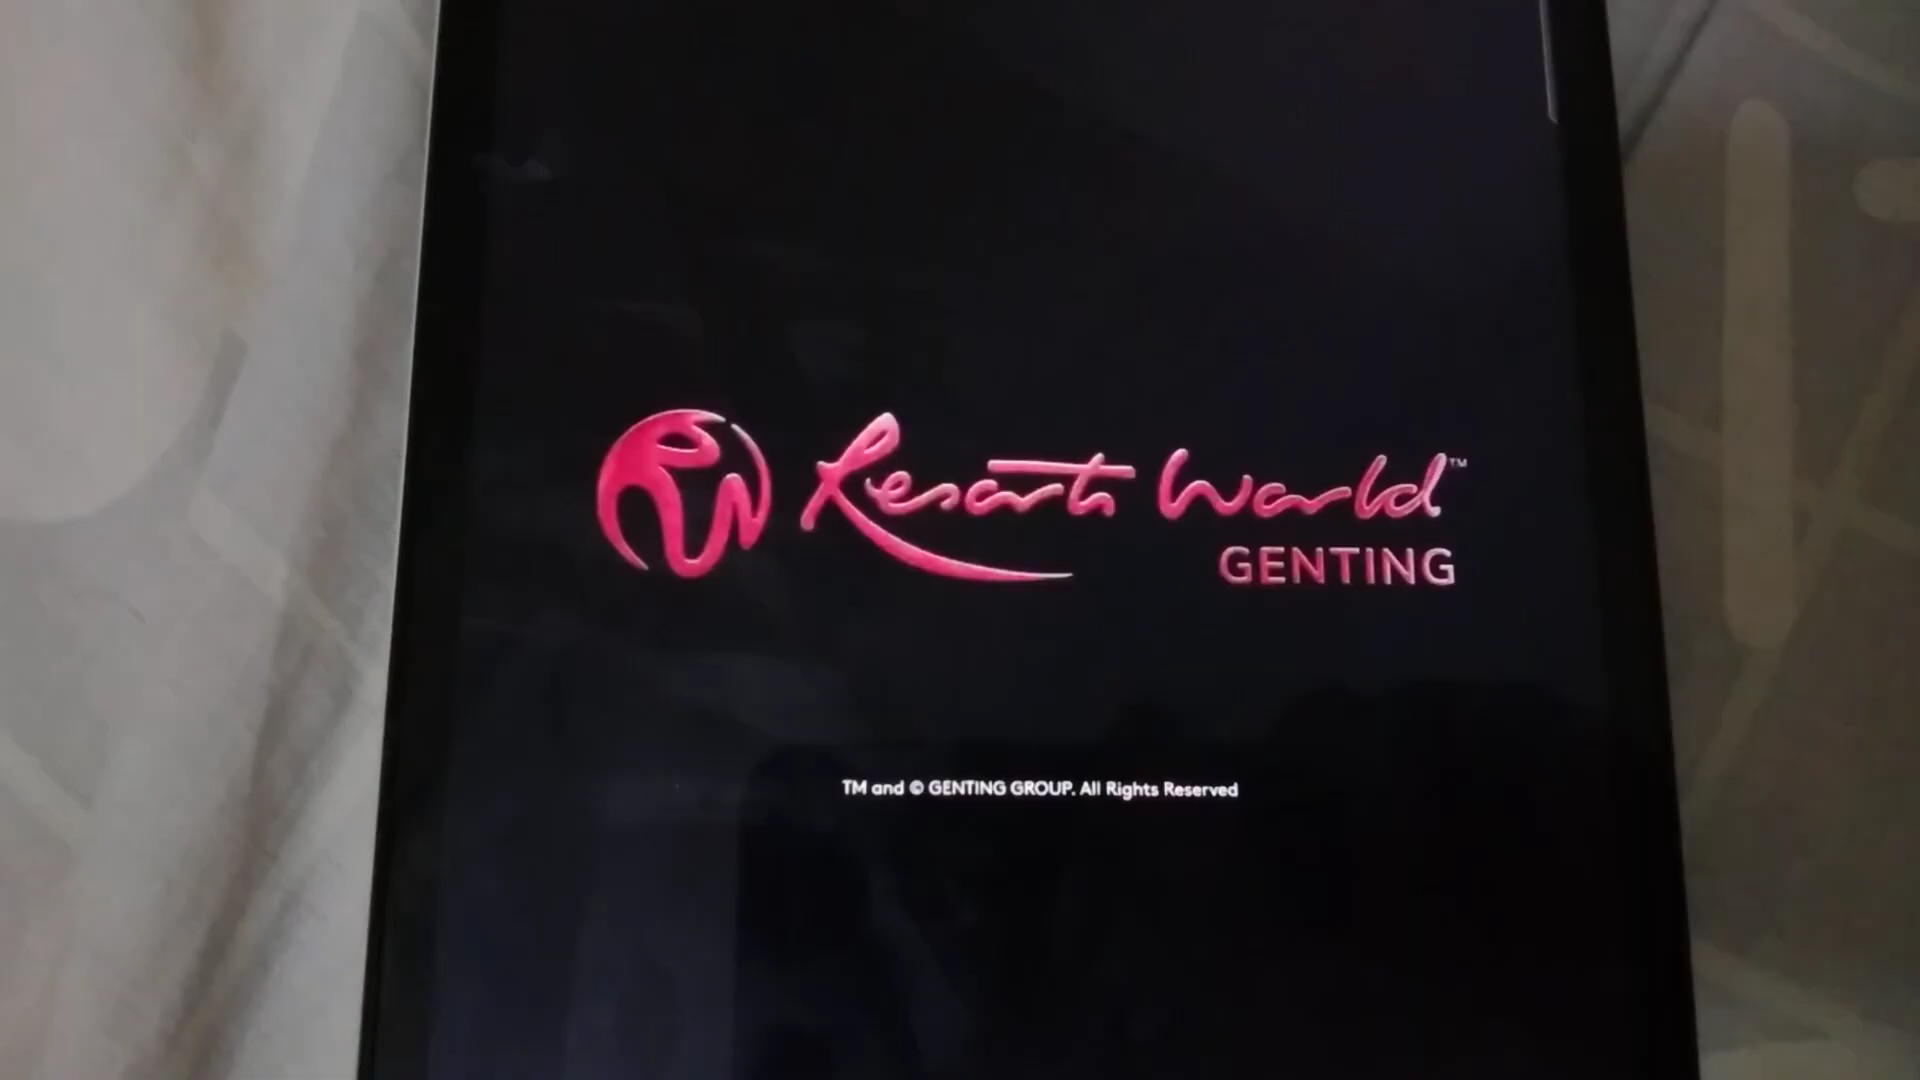 Resorts World™
GENTING
TM and © GENTING GROUP. All Rights Reserved